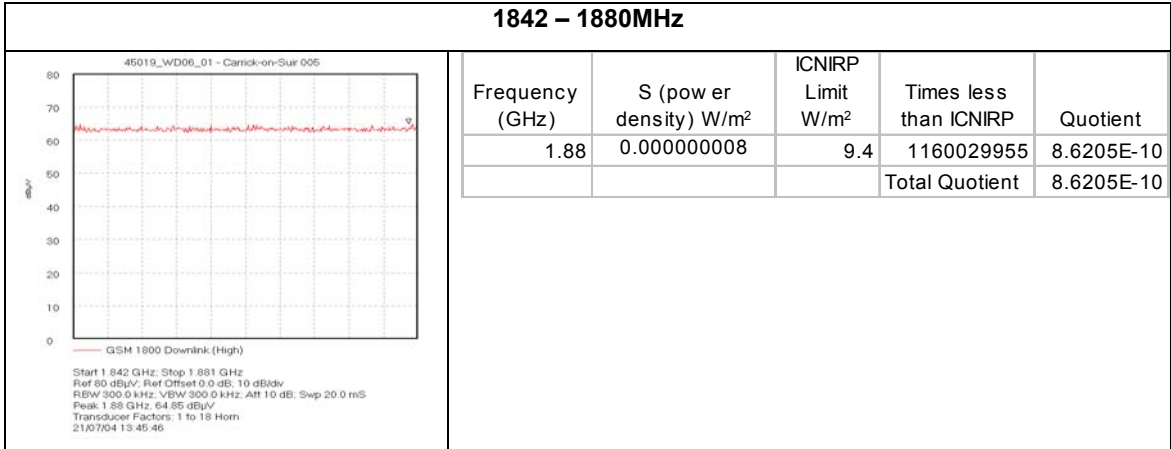 1842 – 1880MHz
45019_WD06_01 - Carrick-on-Suir 005
80
70
60
50
40
30
20
10
0
dBµV
GSM 1800 Downlink (High)
Start 1.842 GHz; Stop 1.881 GHz
Ref 80 dBµV; Ref Offset 0.0 dB; 10 dB/div
RBW 300.0 kHz; VBW 300.0 kHz; Att 10 dB; Swp 20.0 mS
Peak 1.88 GHz, 64.85 dBµV
Transducer Factors: 1 to 18 Horn
21/07/04 13:45:46
Frequency (GHz) S (pow er density) W/m² ICNIRP Limit W/m² Times less than ICNIRP Quotient
1.88 0.000000008 9.4 1160029955 8.6205E-10
Total Quotient 8.6205E-10